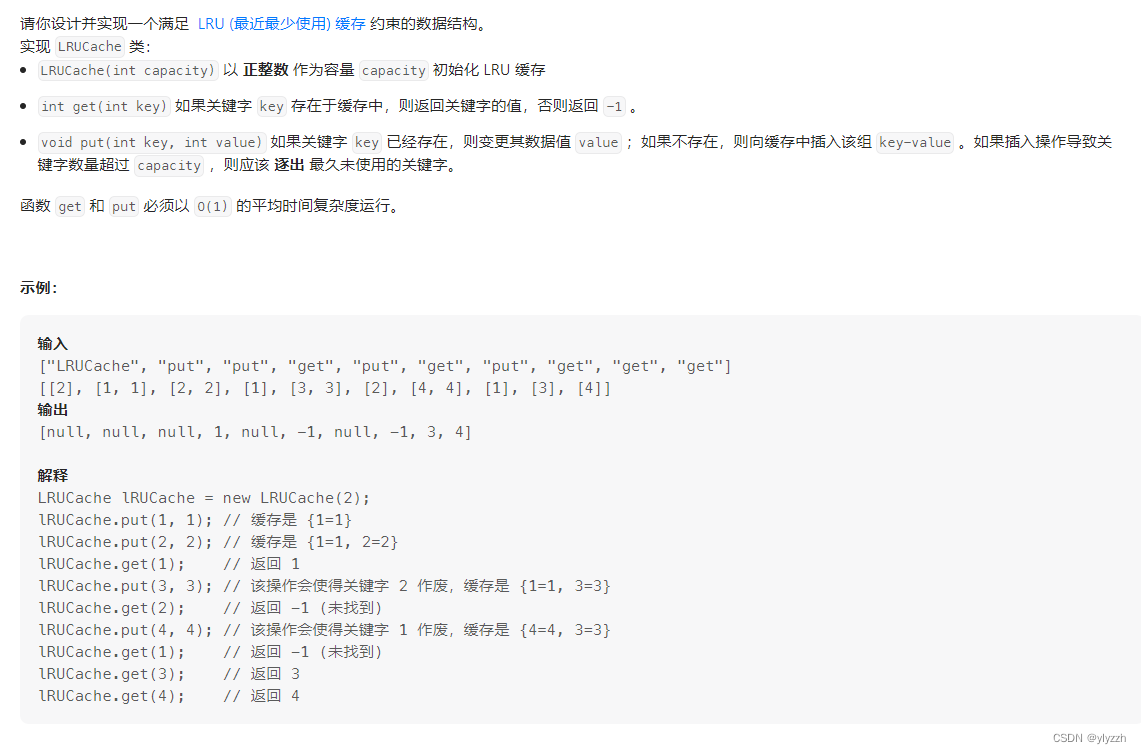 请你设计并实现一个满足 LRU (最近最少使用) 缓存 约束的数据结构。
实现 LRUCache 类：
• LRUCache(int capacity) 以 正整数 作为容量 capacity 初始化 LRU 缓存
• int get(int key) 如果关键字 key 存在于缓存中，则返回关键字的值，否则返回 -1 。
• void put(int key, int value) 如果关键字 key 已经存在，则变更其数据值 value ；如果不存在，则向缓存中插入该组 key-value 。如果插入操作导致关
键字数量超过 capacity ，则应该 逐出 最久未使用的关键字。
函数 get 和 put 必须以 O(1) 的平均时间复杂度运行。
示例：
输入
["LRUCache", "put", "put", "get", "put", "get", "put", "get", "get", "get"]
[[2], [1, 1], [2, 2], [1], [3, 3], [2], [4, 4], [1], [3], [4]]
输出
[null, null, null, 1, null, -1, null, -1, 3, 4]
解释
LRUCache lRUCache = new LRUCache(2);
lRUCache.put(1, 1); // 缓存是 {1=1}
lRUCache.put(2, 2); // 缓存是 {1=1, 2=2}
lRUCache.get(1);    // 返回 1
lRUCache.put(3, 3); // 该操作会使得关键字 2 作废，缓存是 {1=1, 3=3}
lRUCache.get(2);    // 返回 -1 (未找到)
lRUCache.put(4, 4); // 该操作会使得关键字 1 作废，缓存是 {4=4, 3=3}
lRUCache.get(1);    // 返回 -1 (未找到)
lRUCache.get(3);    // 返回 3
lRUCache.get(4);    // 返回 4
CSDN @ylyzzh